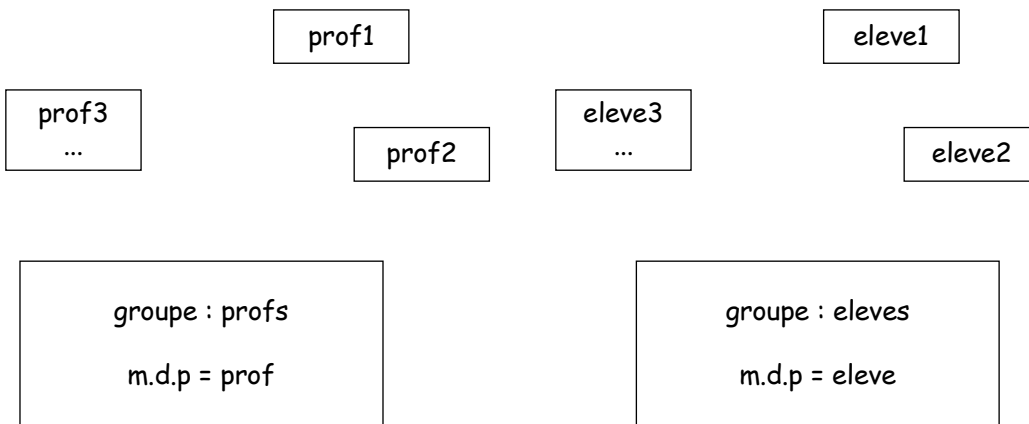 prof1
eleve1
prof3
...
eleve3
...
prof2
eleve2
groupe : profs
m.d.p = prof
groupe : eleves
m.d.p = eleve